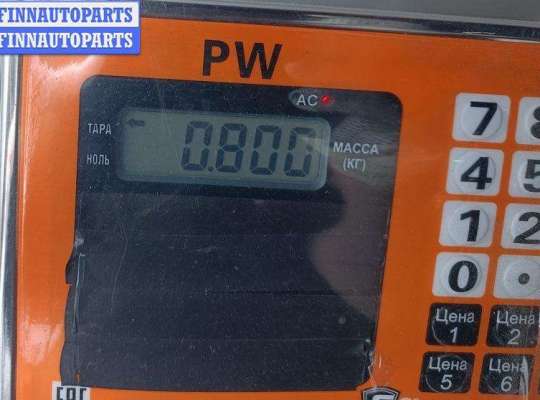 FINNAUTOPARTS
FINNAUTOPARTS
PW
AC
ТАРА
НОЛЬ
0.800
МАССА
(КГ)
7
4 5
1 2
0 .
Цена
1
Цена
2
Цена
5
Цена
6
EAC